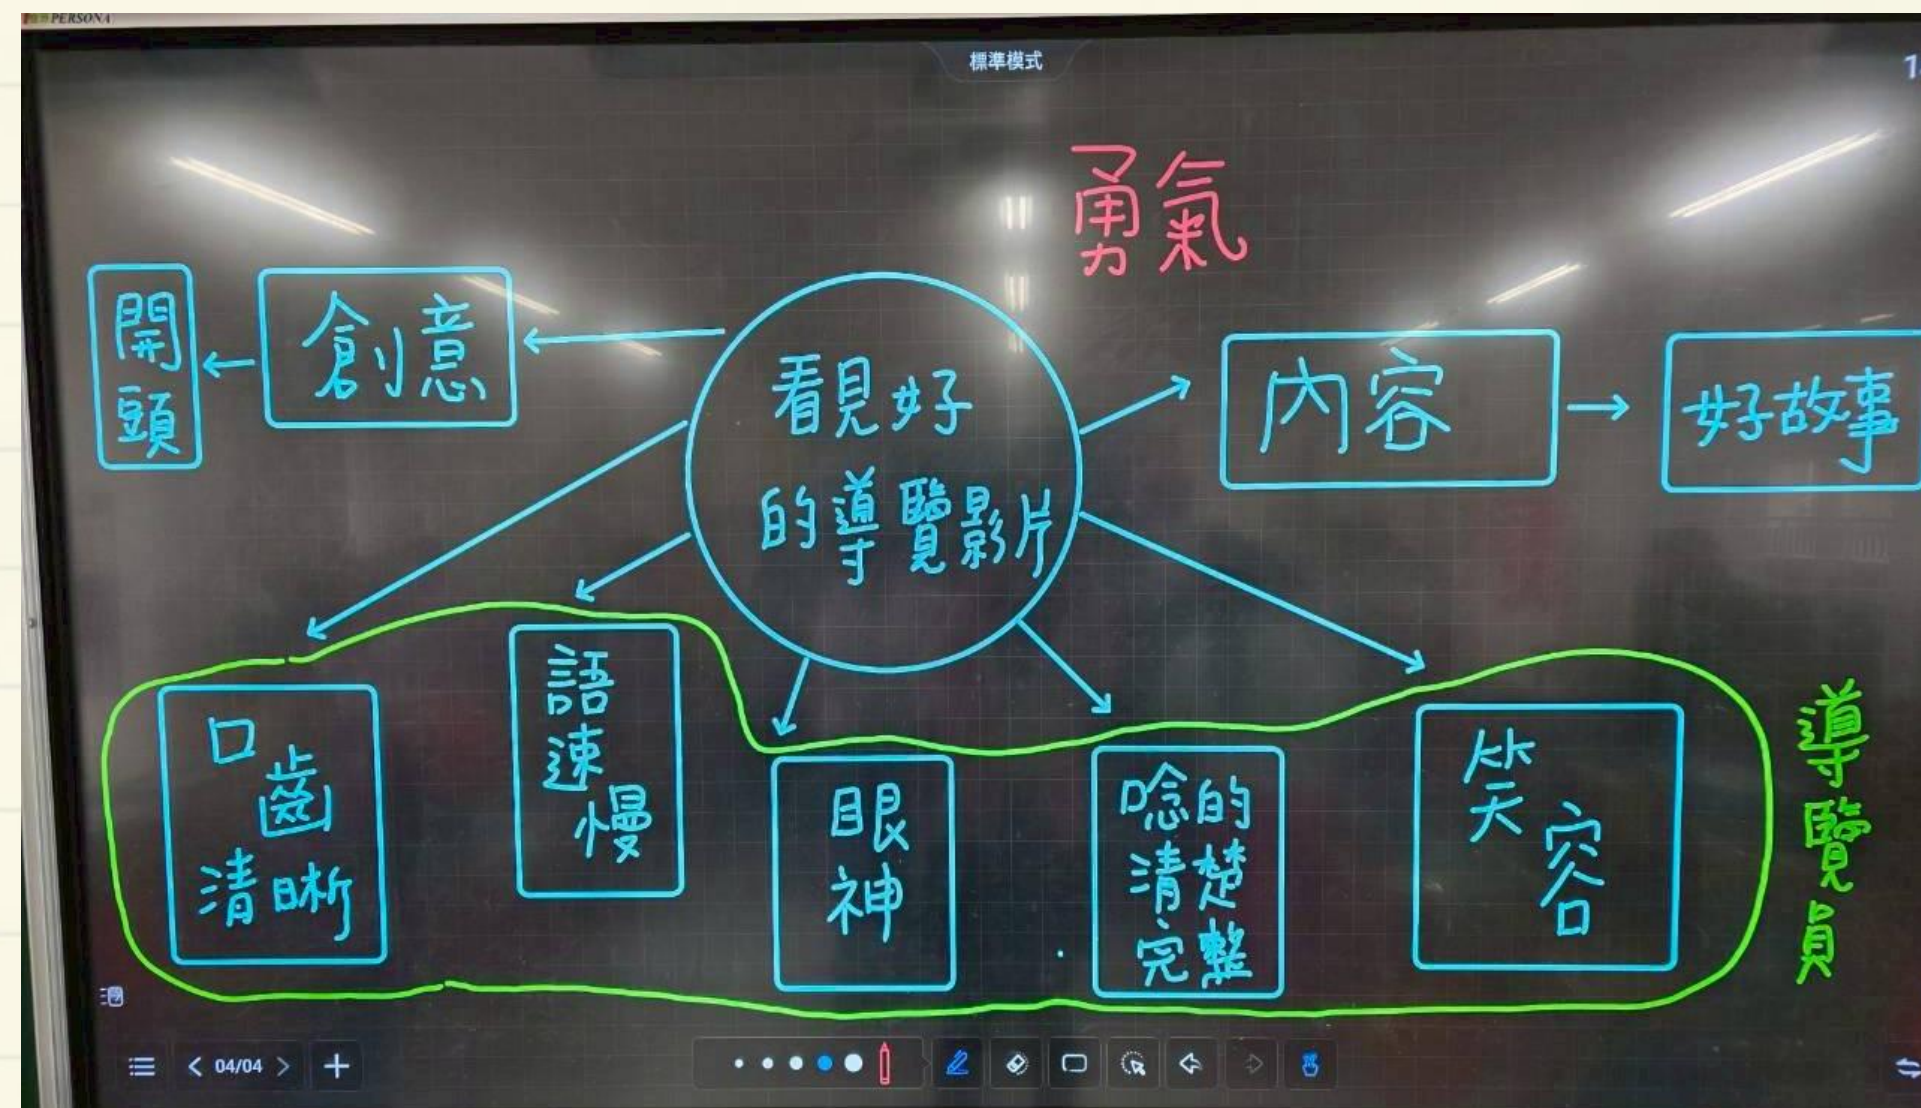 PERSONA
標準模式
勇氣
開頭
創意
看見好
的導覽影片
內容
好故事
口齒
清晰
語速慢
眼神
唸的
清楚
完整
笑容
導覽員
04/04